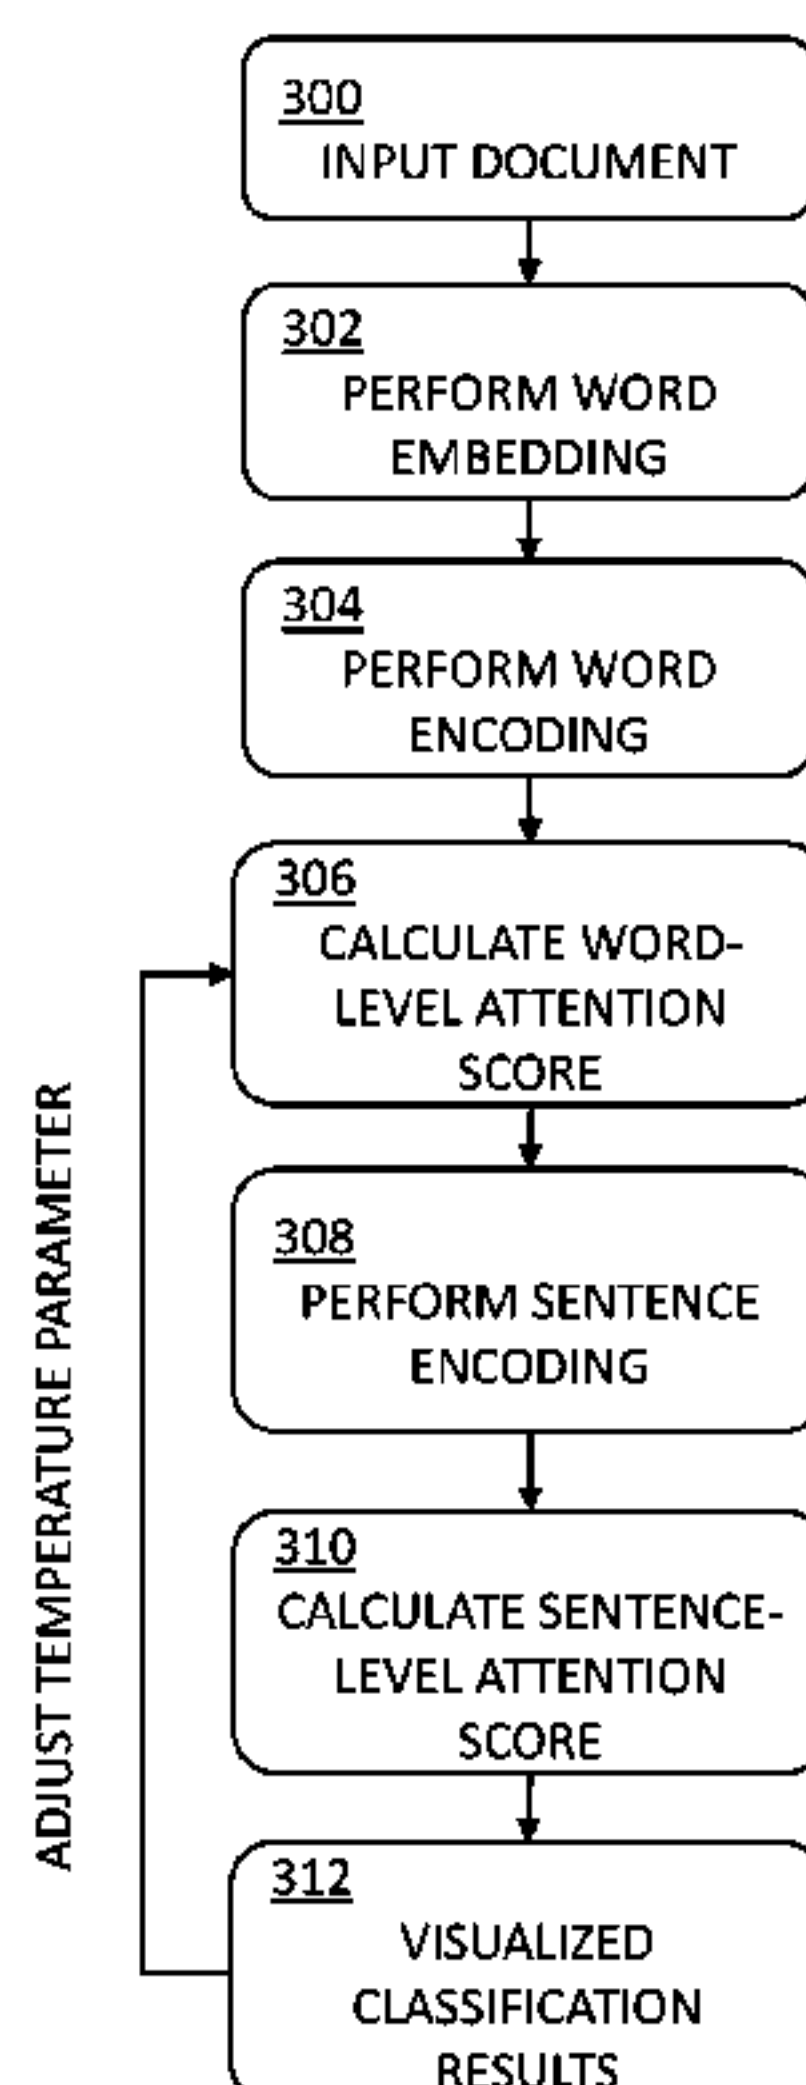 300
INPUT DOCUMENT
302
PERFORM WORD
EMBEDDING
304
PERFORM WORD
ENCODING
306
CALCULATE WORD-
LEVEL ATTENTION
SCORE
308
PERFORM SENTENCE
ENCODING
310
CALCULATE SENTENCE-
LEVEL ATTENTION
SCORE
312
VISUALIZED
CLASSIFICATION
RESULTS
ADJUST TEMPERATURE PARAMETER